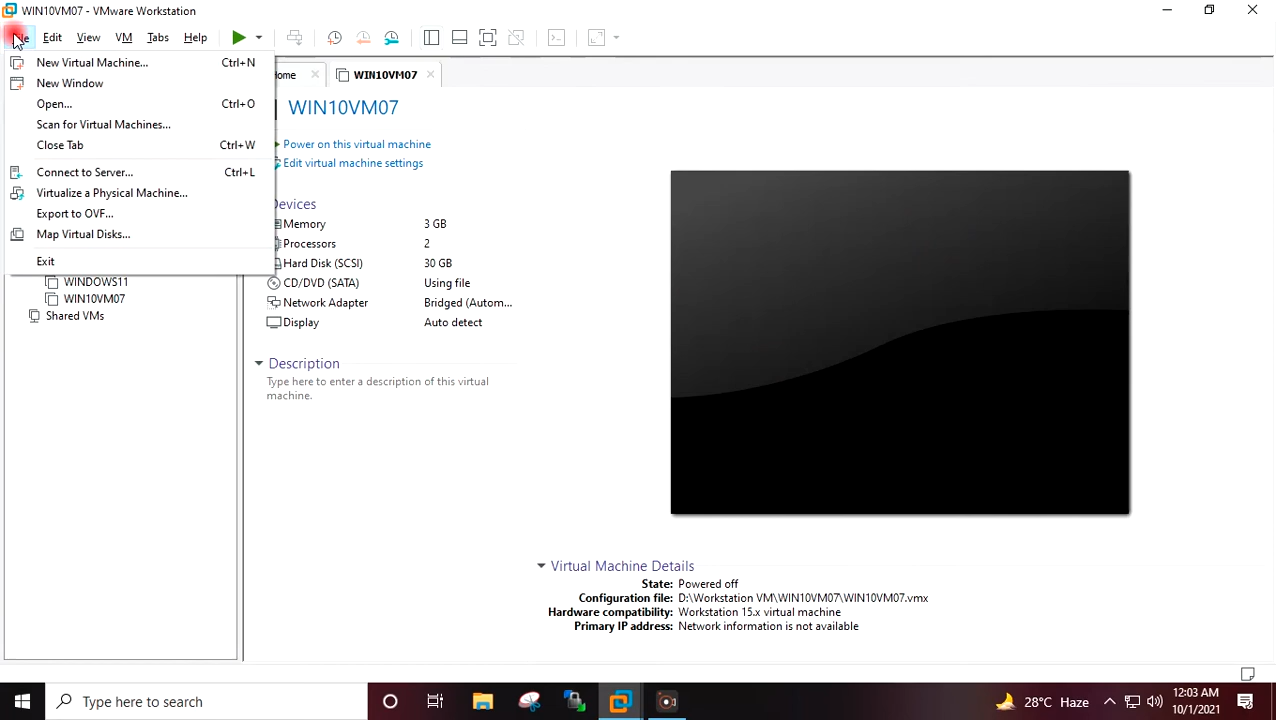 WIN10VM07 - VMware Workstation
Edit View VM Tabs Help
New Virtual Machine... Ctrl+N
New Window
Open... Ctrl+O
Scan for Virtual Machines...
Close Tab Ctrl+W
Connect to Server... Ctrl+L
Virtualize a Physical Machine...
Export to OVF...
Map Virtual Disks...
Exit
WINDOWS11
WIN10VM07
Shared VMs
WIN10VM07
WIN10VM07
Power on this virtual machine
Edit virtual machine settings
Devices
Memory 3 GB
Processors 2
Hard Disk (SCSI) 30 GB
CD/DVD (SATA) Using file
Network Adapter Bridged (Autom...
Display Auto detect
Description
Type here to enter a description of this virtual
machine.
Virtual Machine Details
State: Powered off
Configuration file: D:\Workstation VM\WIN10VM07\WIN10VM07.vmx
Hardware compatibility: Workstation 15.x virtual machine
Primary IP address: Network information is not available
Type here to search
28°C Haze
12:03 AM
10/1/2021